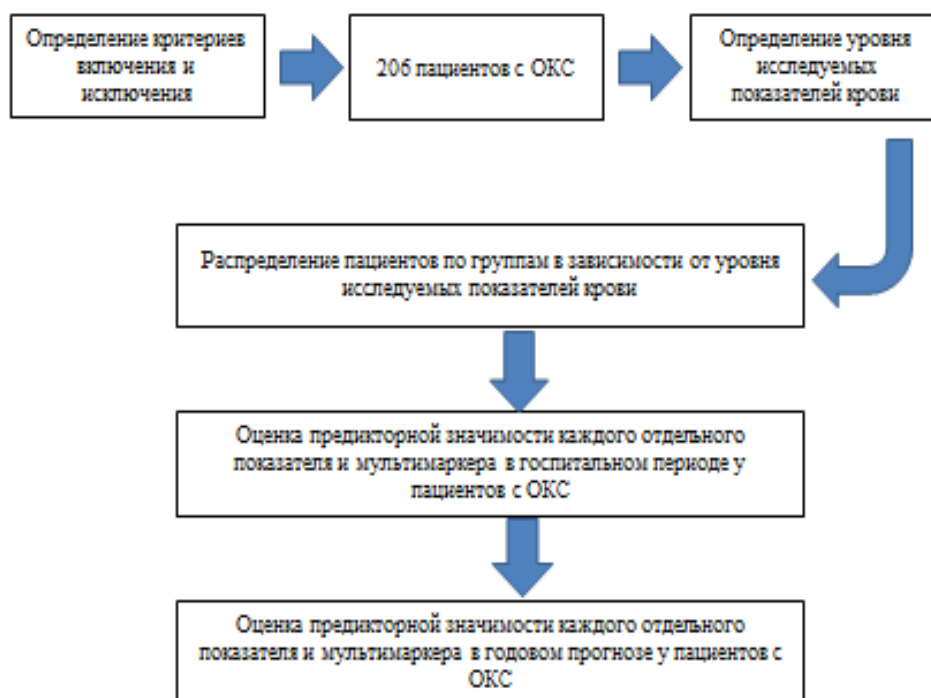 Определение критериев
включения и
исключения
206 пациентов с ОКС
Определение уровня
исследуемых
показателей крови
Распределение пациентов по группам в зависимости от уровня
исследуемых показателей крови
Оценка предикторной значимости каждого отдельного
показателя и мультимаркера в госпитальном периоде у
пациентов с ОКС
Оценка предикторной значимости каждого отдельного
показателя и мультимаркера в годовом прогнозе у пациентов с
ОКС